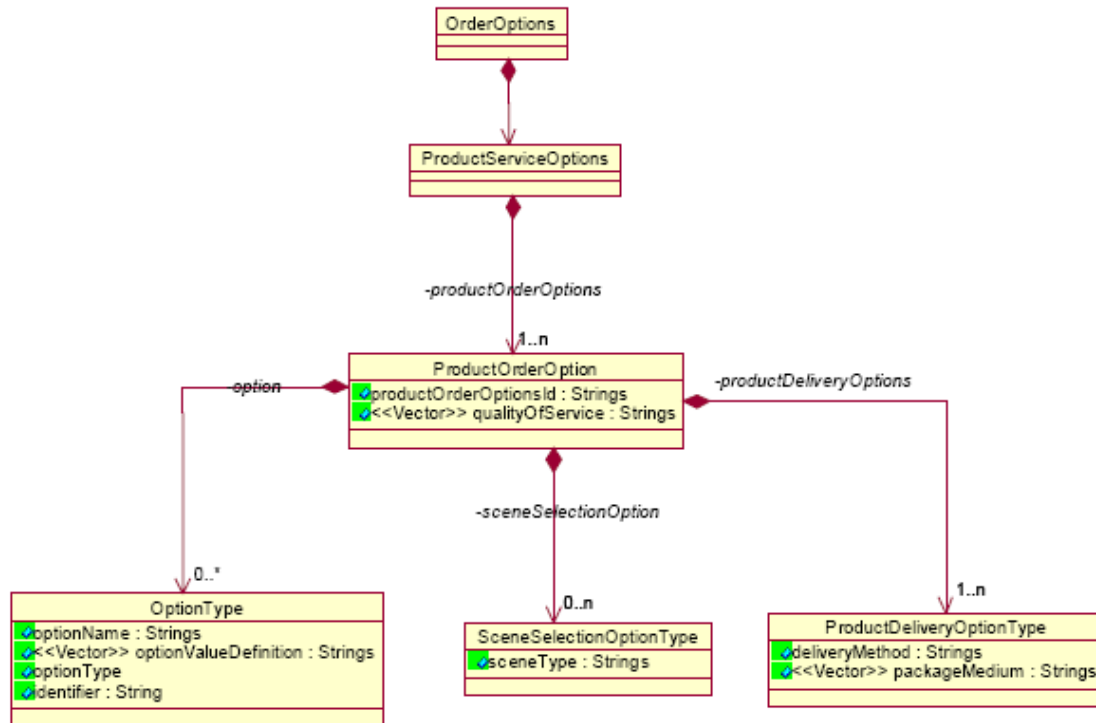 OrderOptions
ProductServiceOptions
-productOrderOptions
1..n
ProductOrderOption
productOrderOptionsId : Strings
<<Vector>> qualityOfService : Strings
-option
-productDeliveryOptions
-sceneSelectionOption
0..*
OptionType
optionName : Strings
<<Vector>> optionValueDefinition : Strings
optionType
identifier : String
0..n
SceneSelectionOptionType
sceneType : Strings
1..n
ProductDeliveryOptionType
deliveryMethod : Strings
<<Vector>> packageMedium : Strings